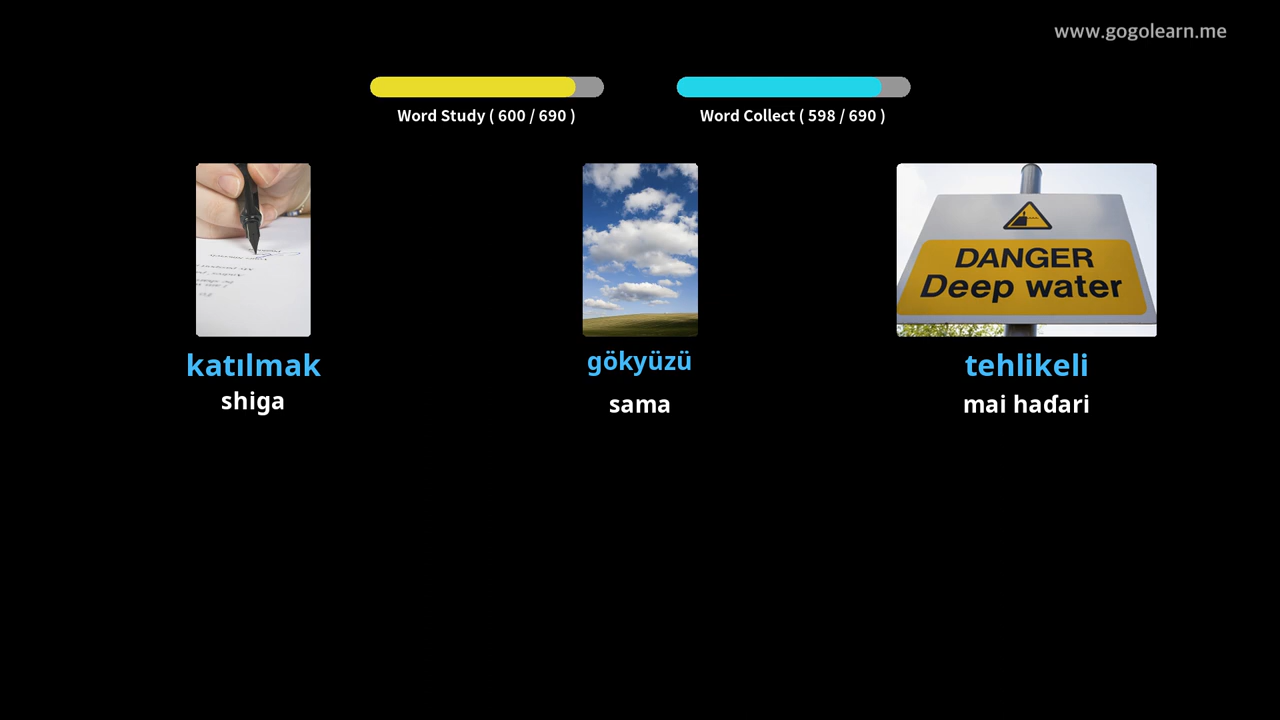 www.gogolearn.me
Word Study ( 600 / 690 )
Word Collect ( 598 / 690 )
DANGER
Deep water
katılmak
gökyüzü
tehlikeli
shiga
sama
mai haɗari